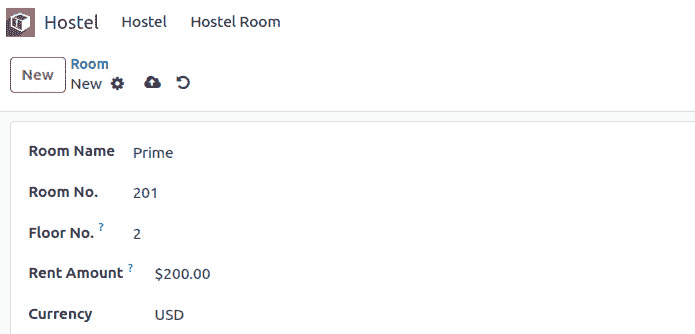 Hostel Hostel Hostel Room
New Room
New
Room Name Prime
Room No. 201
Floor No. ? 2
Rent Amount ? $200.00
Currency USD